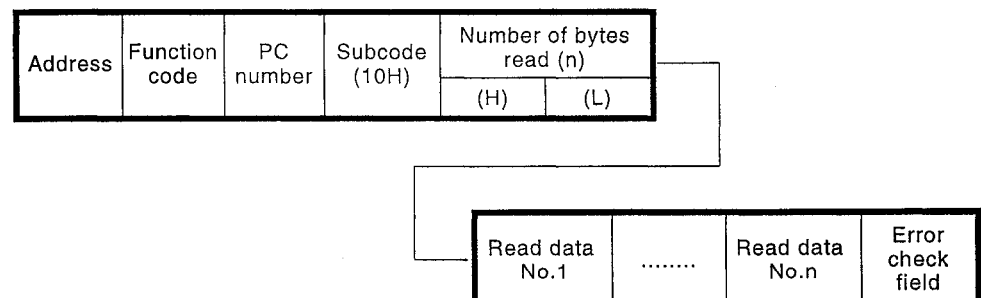 Address
Function
code
PC
number
Subcode
(10H)
Number of bytes
read (n)
(H)
(L)
Read data
No.1
........
Read data
No.n
Error
check
field